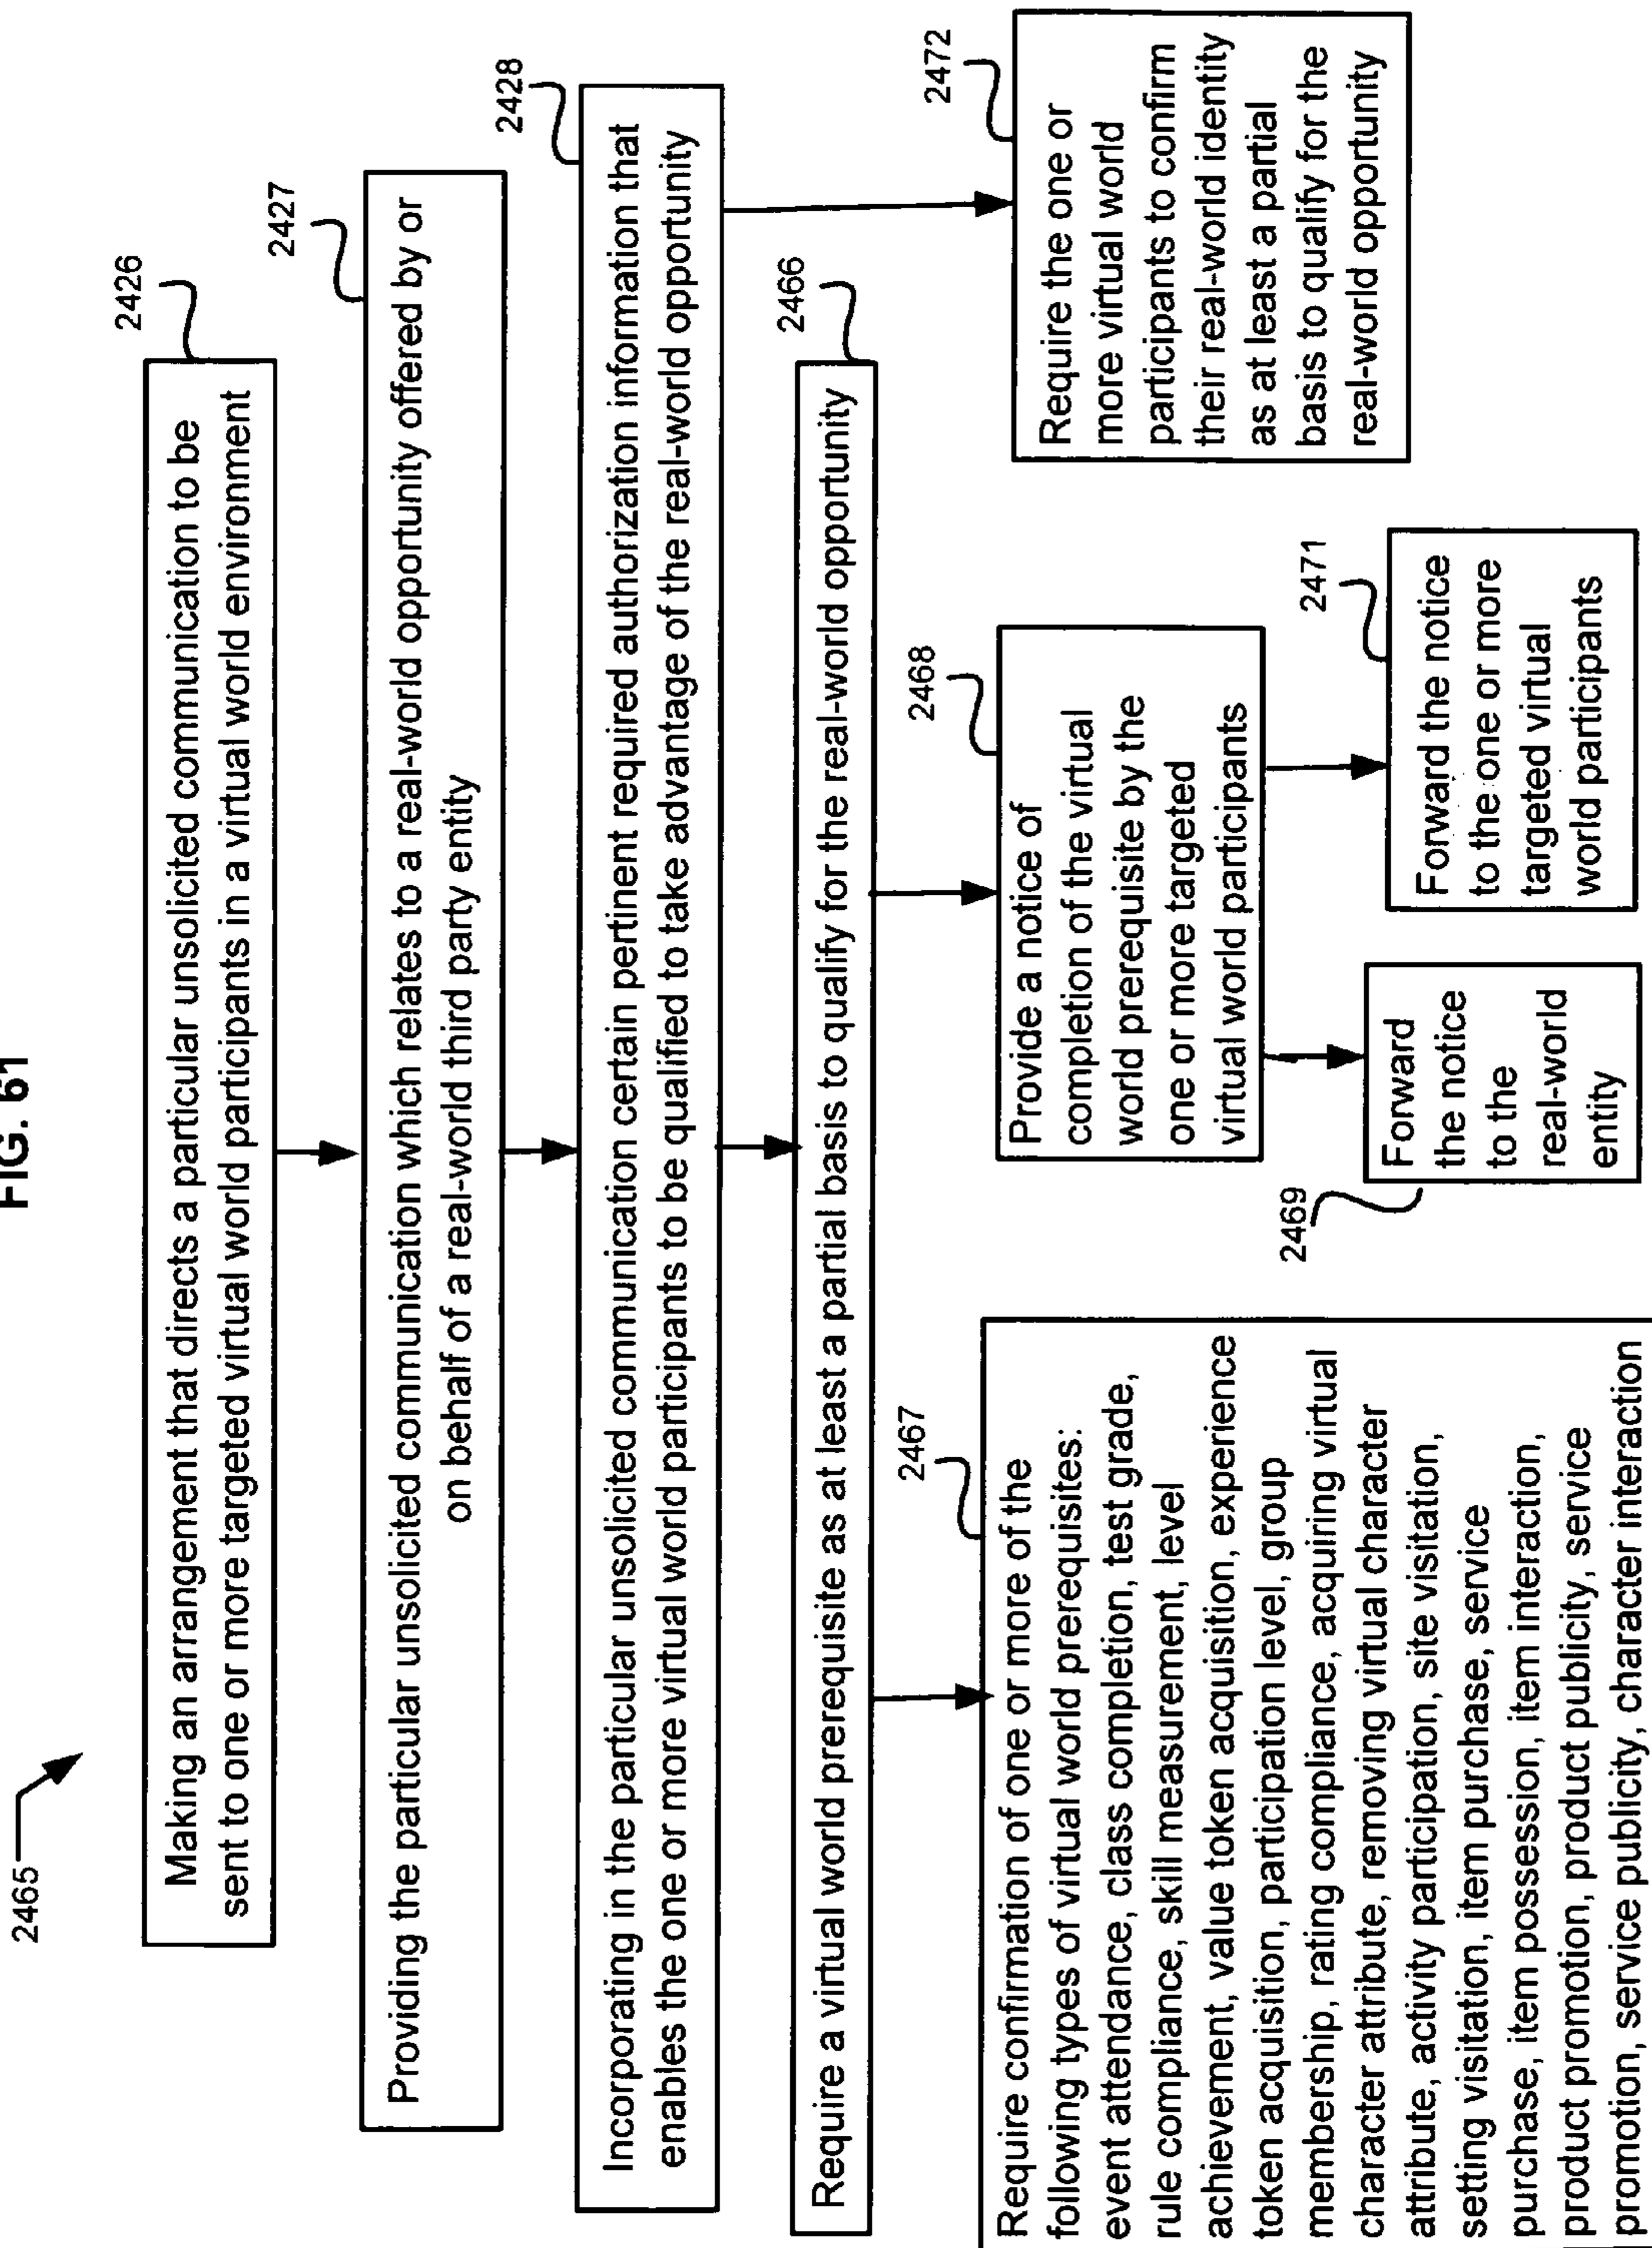 FIG. 61
2465
2426
Making an arrangement that directs a particular unsolicited communication to be
sent to one or more targeted virtual world participants in a virtual world environment
2427
Providing the particular unsolicited communication which relates to a real-world opportunity offered by or
on behalf of a real-world third party entity
2428
Incorporating in the particular unsolicited communication certain pertinent required authorization information that
enables the one or more virtual world participants to be qualified to take advantage of the real-world opportunity
2466
Require a virtual world prerequisite as at least a partial basis to qualify for the real-world opportunity
2467
Require confirmation of one or more of the
following types of virtual world prerequisites:
event attendance, class completion, test grade,
rule compliance, skill measurement, level
achievement, value token acquisition, experience
token acquisition, participation level, group
membership, rating compliance, acquiring virtual
character attribute, removing virtual character
attribute, activity participation, site visitation,
setting visitation, item purchase, service
purchase, item possession, item interaction,
product promotion, product publicity, service
promotion, service publicity, character interaction
2468
Provide a notice of
completion of the virtual
world prerequisite by the
one or more targeted
virtual world participants
2469
Forward
the notice
to the
real-world
entity
2471
Forward the notice
to the one or more
targeted virtual
world participants
2472
Require the one or
more virtual world
participants to confirm
their real-world identity
as at least a partial
basis to qualify for the
real-world opportunity